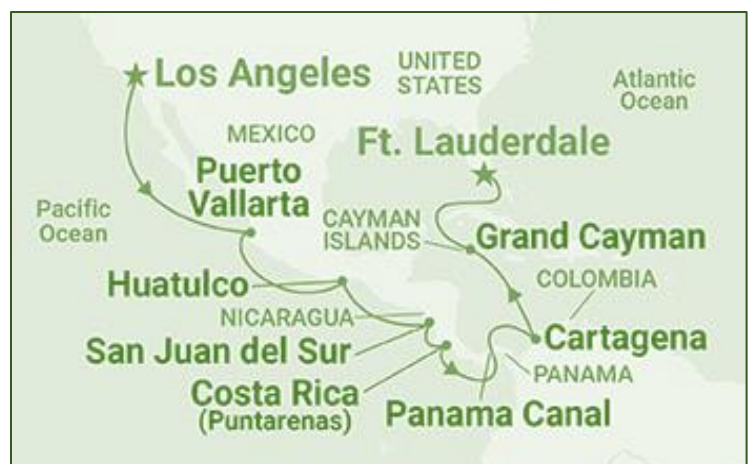 Los Angeles
UNITED
STATES
Atlantic
Ocean
MEXICO
Ft. Lauderdale
Puerto
Vallarta
Pacific
Ocean
CAYMAN
ISLANDS
Grand Cayman
Huatulco
COLOMBIA
NICARAGUA
San Juan del Sur
Cartagena
PANAMA
Costa Rica
(Puntarenas)
Panama Canal